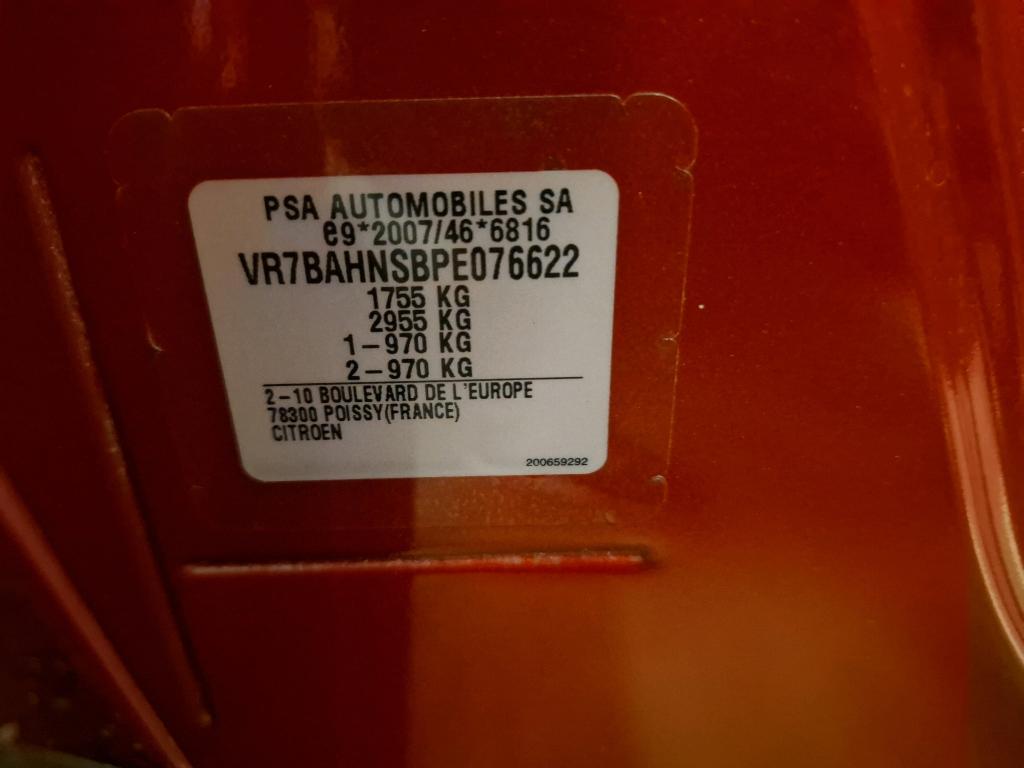 PSA AUTOMOBILES SA
e9*2007/46*6816
VR7BAHNSBPE076622
1755 KG
2955 KG
1-970 KG
2-970 KG
2-10 BOULEVARD DE L'EUROPE
78300 POISSY(FRANCE)
CITROEN
200659292